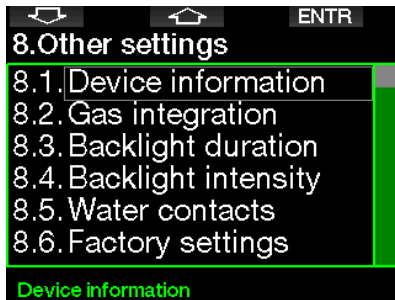 ENTR
8.Other settings
8.1.Device information
8.2.Gas integration
8.3.Backlight duration
8.4.Backlight intensity
8.5.Water contacts
8.6.Factory settings
Device information